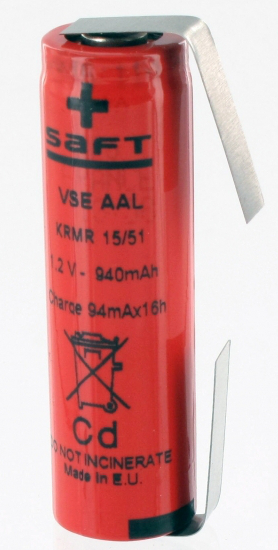 +
SAFT
VSE AAL
KRMR 15/51
1.2 V - 940mAh
Charge 94mAx16h
Cd
DO NOT INCINERATE
Made in E.U.